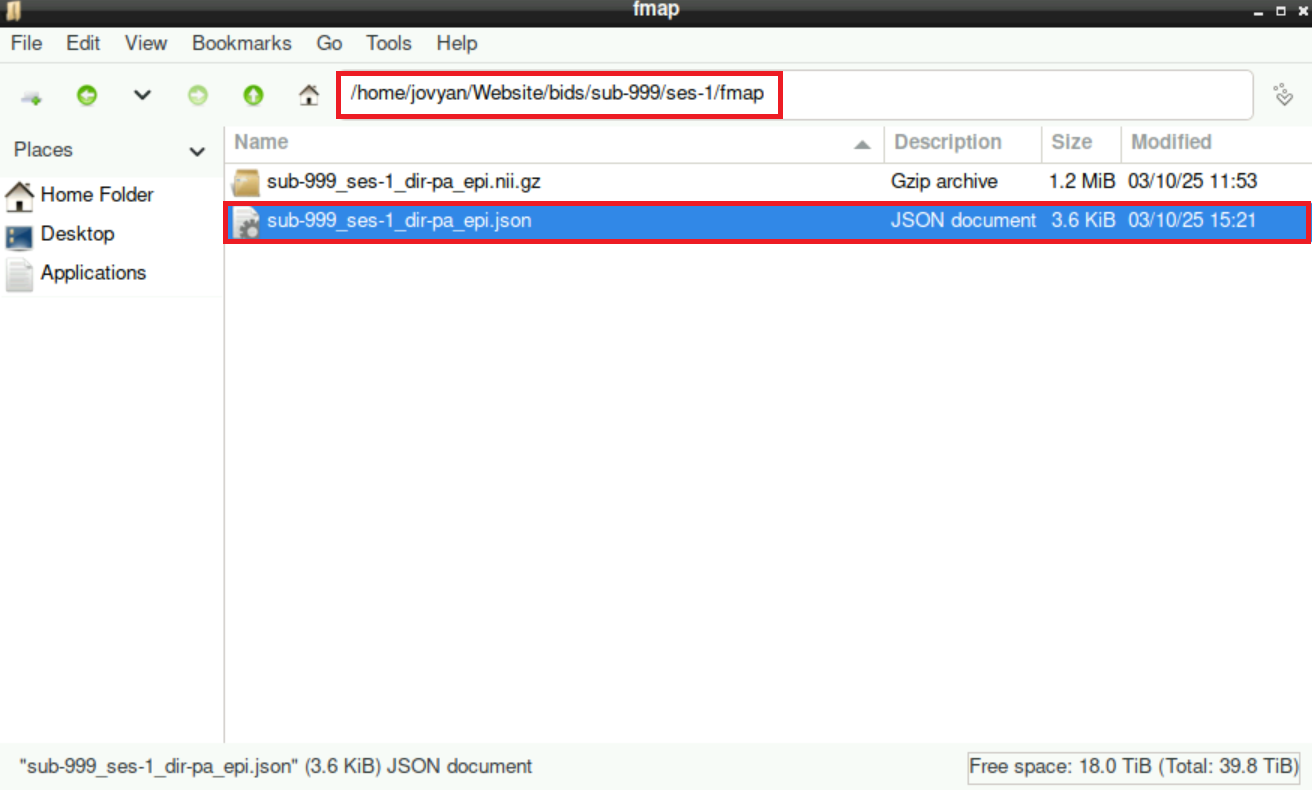 fmap
File Edit View Bookmarks Go Tools Help
/home/jovyan/Website/bids/sub-999/ses-1/fmap
Places
Home Folder
Desktop
Applications
Name Description Size Modified
sub-999_ses-1_dir-pa_epi.nii.gz Gzip archive 1.2 MiB 03/10/25 11:53
sub-999_ses-1_dir-pa_epi.json JSON document 3.6 KiB 03/10/25 15:21
"sub-999_ses-1_dir-pa_epi.json" (3.6 KiB) JSON document
Free space: 18.0 TiB (Total: 39.8 TiB)